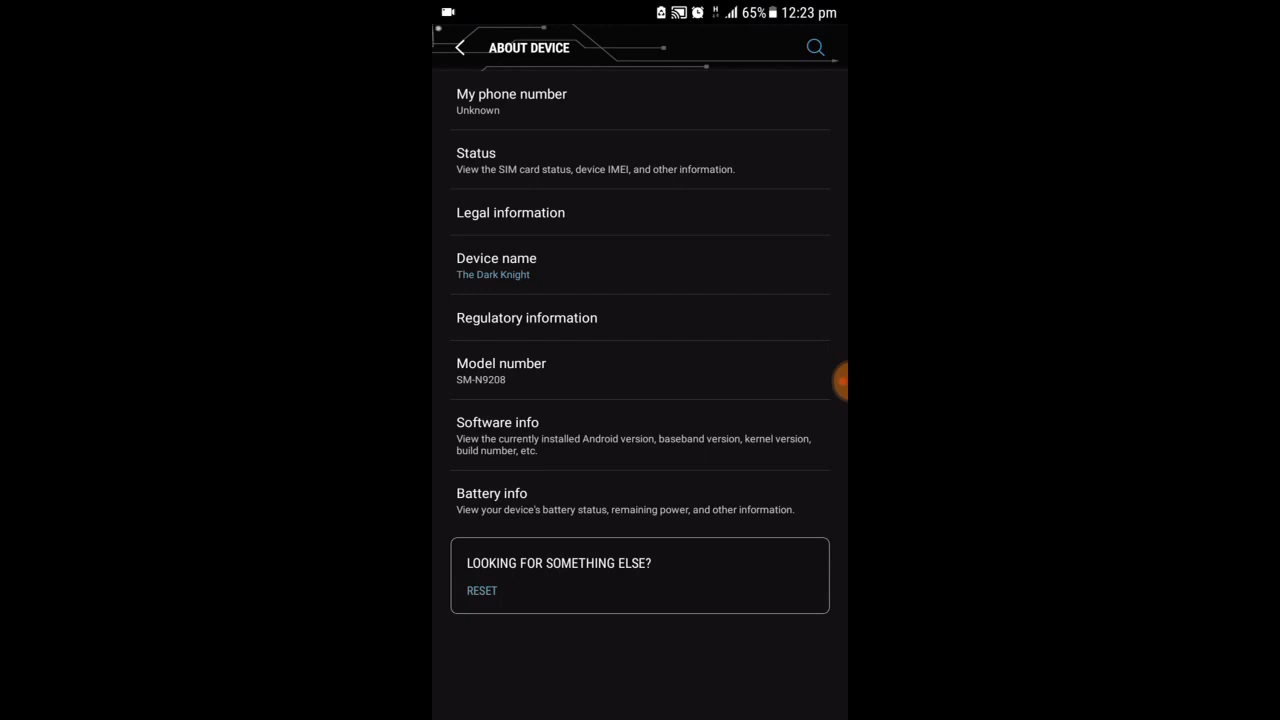 H 65% 12:23 pm
ABOUT DEVICE
My phone number
Unknown
Status
View the SIM card status, device IMEI, and other information.
Legal information
Device name
The Dark Knight
Regulatory information
Model number
SM-N9208
Software info
View the currently installed Android version, baseband version, kernel version,
build number, etc.
Battery info
View your device's battery status, remaining power, and other information.
LOOKING FOR SOMETHING ELSE?
RESET